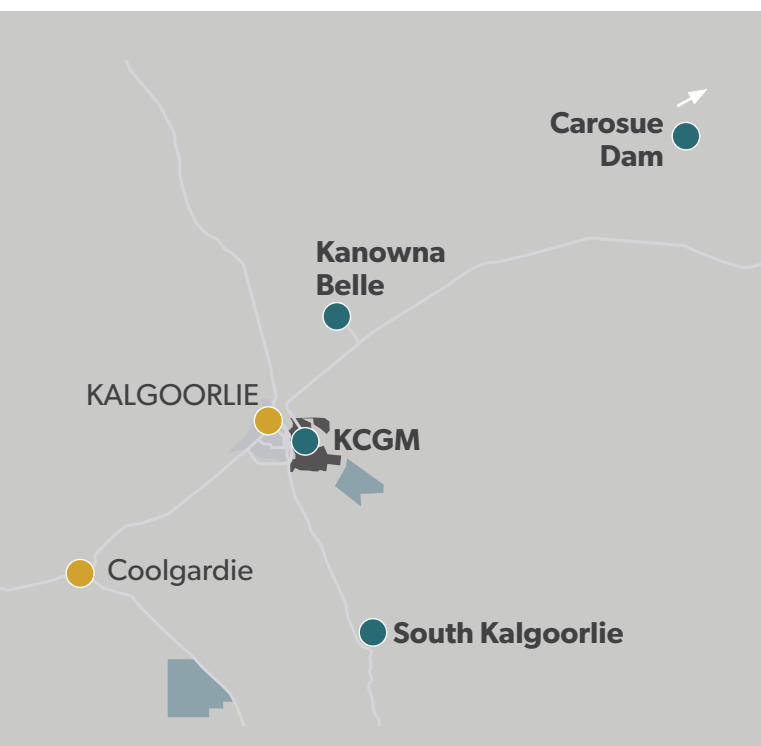 Carosue
Dam
Kanowna
Belle
KALGOORLIE
KCGM
Coolgardie
South Kalgoorlie